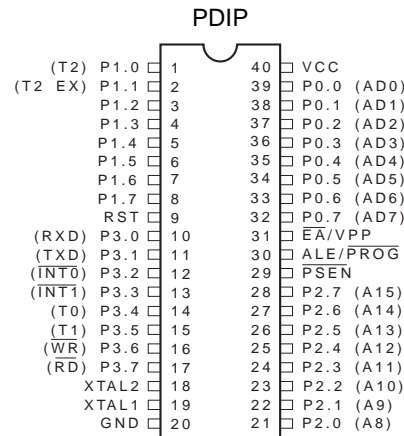 PDIP
(T2) P1.0 1 40 VCC
(T2 EX) P1.1 2 39 P0.0 (AD0)
P1.2 3 38 P0.1 (AD1)
P1.3 4 37 P0.2 (AD2)
P1.4 5 36 P0.3 (AD3)
P1.5 6 35 P0.4 (AD4)
P1.6 7 34 P0.5 (AD5)
P1.7 8 33 P0.6 (AD6)
RST 9 32 P0.7 (AD7)
(RXD) P3.0 10 31 E̅A̅/VPP
(TXD) P3.1 11 30 ALE/P̅R̅O̅G̅
(I̅N̅T̅0̅) P3.2 12 29 P̅S̅E̅N̅
(I̅N̅T̅1̅) P3.3 13 28 P2.7 (A15)
(T0) P3.4 14 27 P2.6 (A14)
(T1) P3.5 15 26 P2.5 (A13)
(W̅R̅) P3.6 16 25 P2.4 (A12)
(R̅D̅) P3.7 17 24 P2.3 (A11)
XTAL2 18 23 P2.2 (A10)
XTAL1 19 22 P2.1 (A9)
GND 20 21 P2.0 (A8)